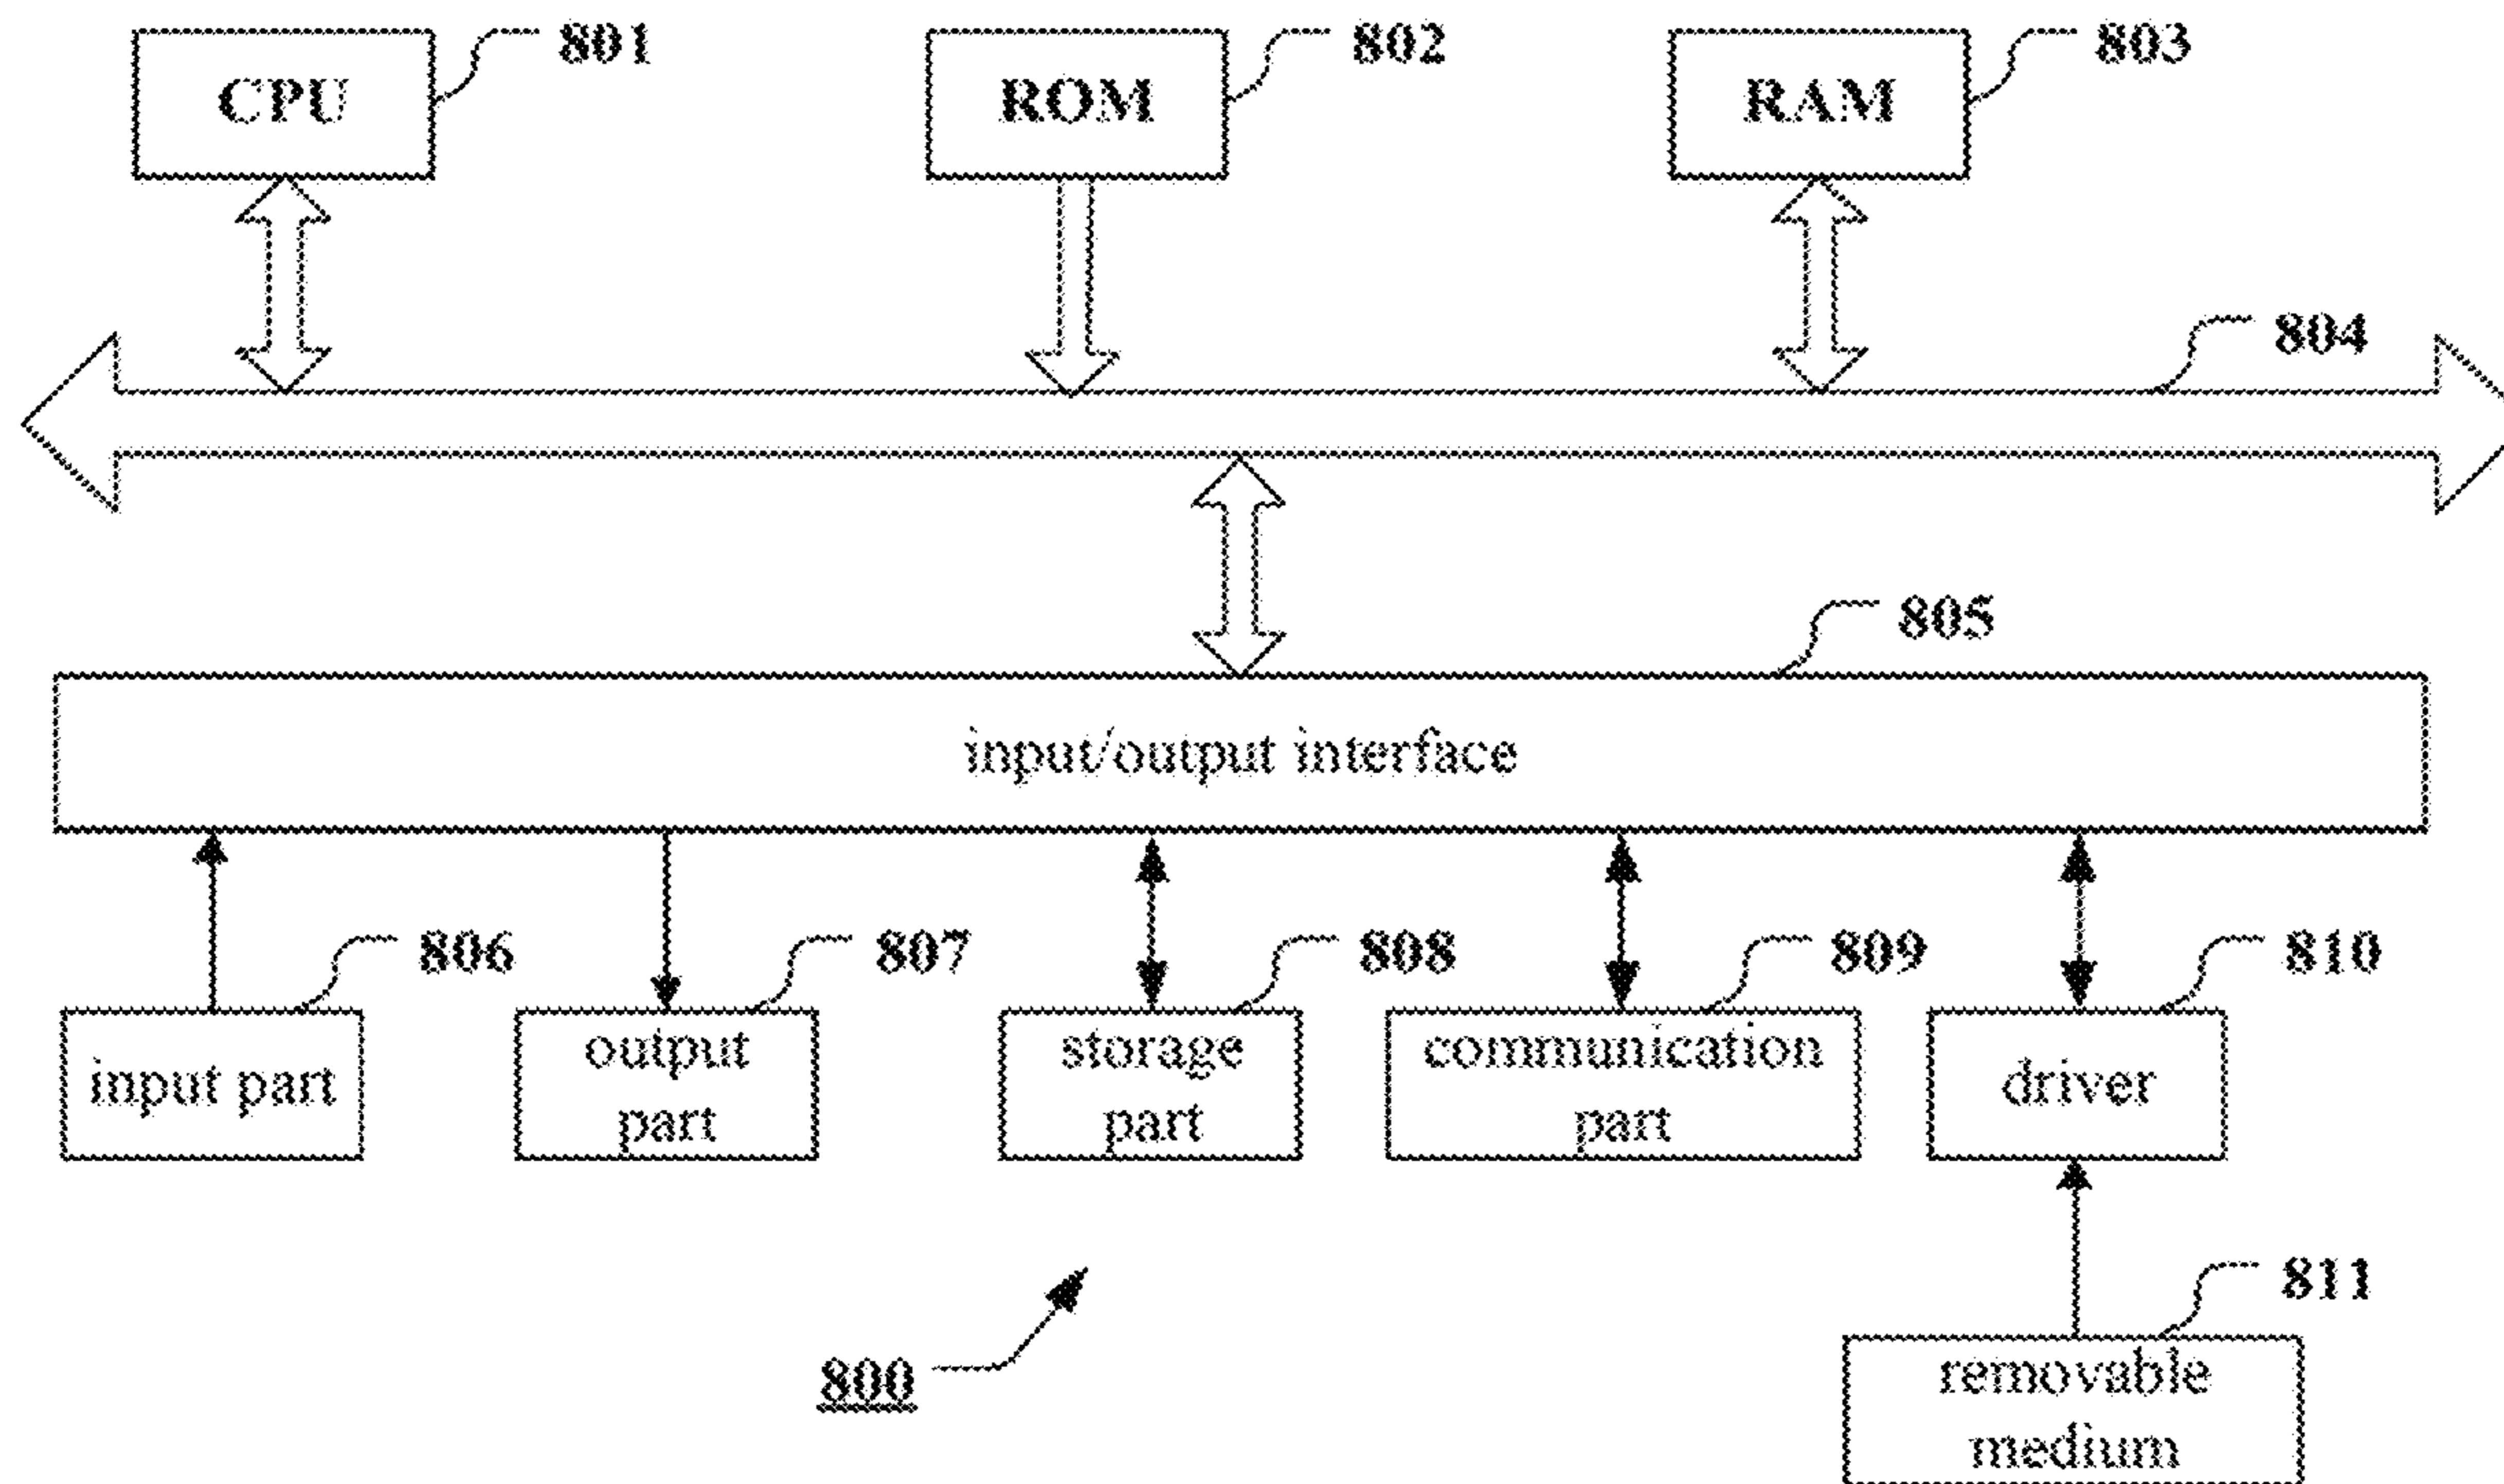 CPU
801
ROM
802
RAM
803
804
805
input/output interface
806
807
808
809
810
input part
output
part
storage
part
communication
part
driver
811
800
removable
medium